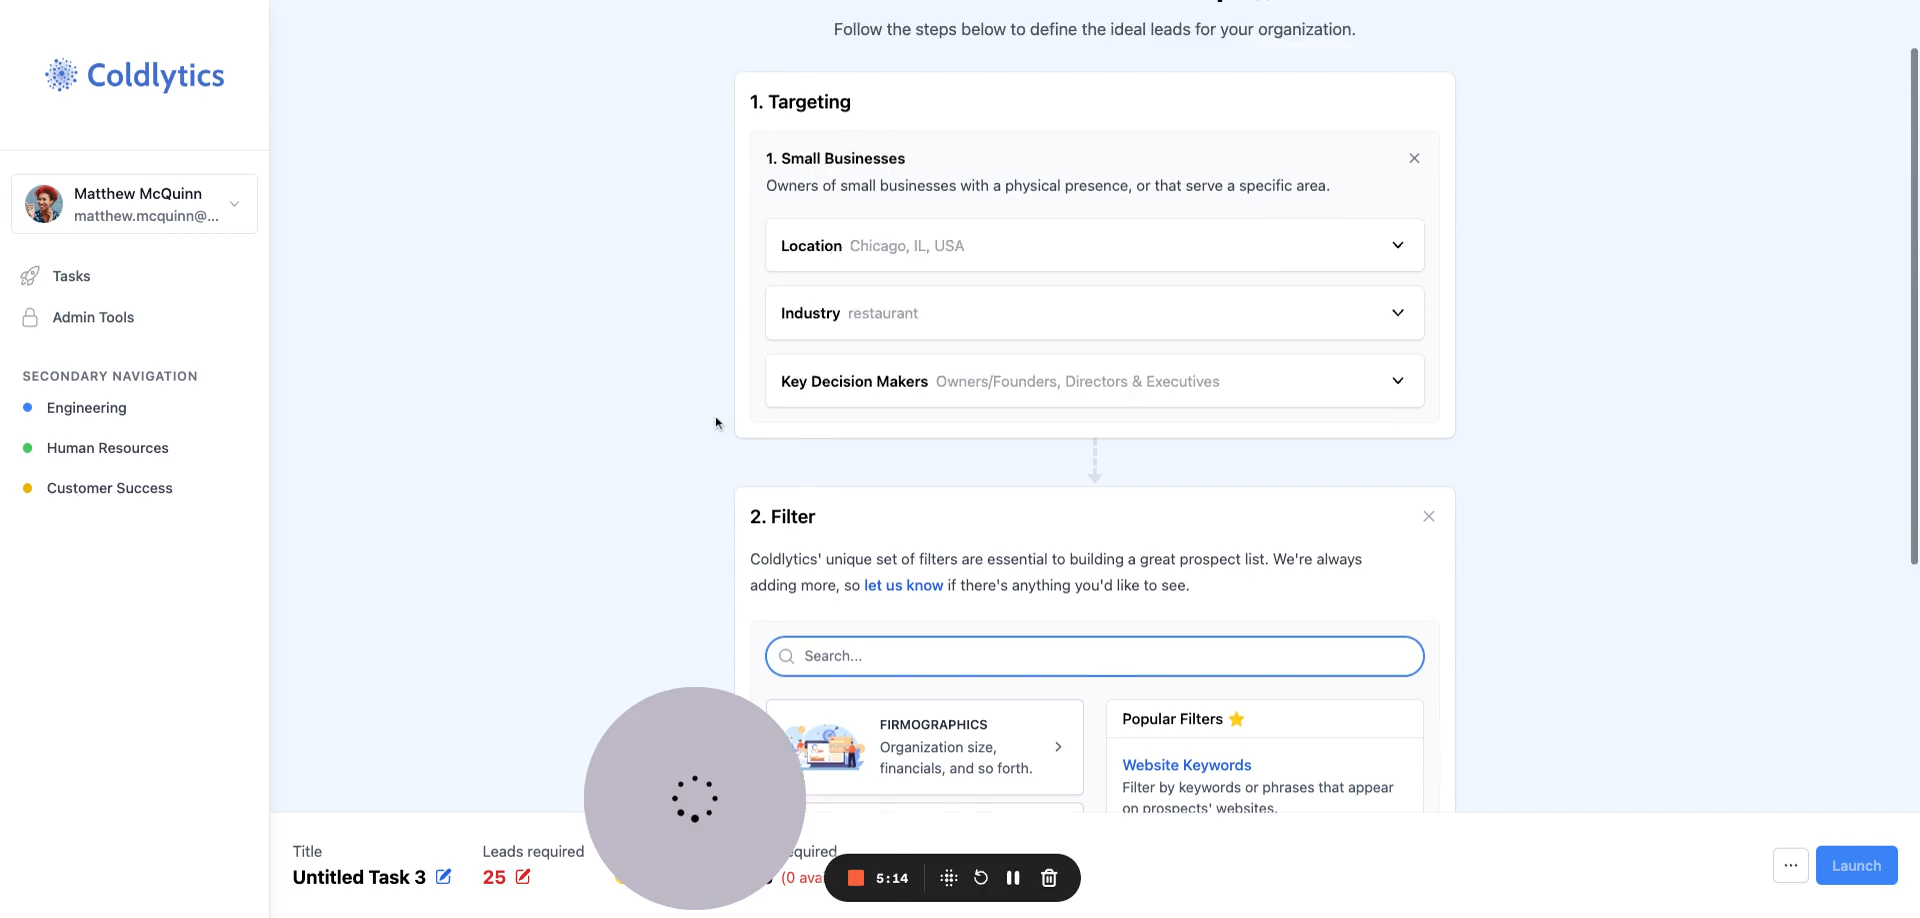 Coldlytics
Matthew McQuinn
matthew.mcquinn@...
Tasks
Admin Tools
SECONDARY NAVIGATION
Engineering
Human Resources
Customer Success
Follow the steps below to define the ideal leads for your organization.
1. Targeting
1. Small Businesses
Owners of small businesses with a physical presence, or that serve a specific area.
Location Chicago, IL, USA
Industry restaurant
Key Decision Makers Owners/Founders, Directors & Executives
2. Filter
Coldlytics' unique set of filters are essential to building a great prospect list. We're always
adding more, so let us know if there's anything you'd like to see.
Search...
FIRMOGRAPHICS
Organization size,
financials, and so forth.
Popular Filters
Website Keywords
Filter by keywords or phrases that appear
on prospects' websites.
Title
Untitled Task 3
Leads required
25
(0
5:14
...
Launch